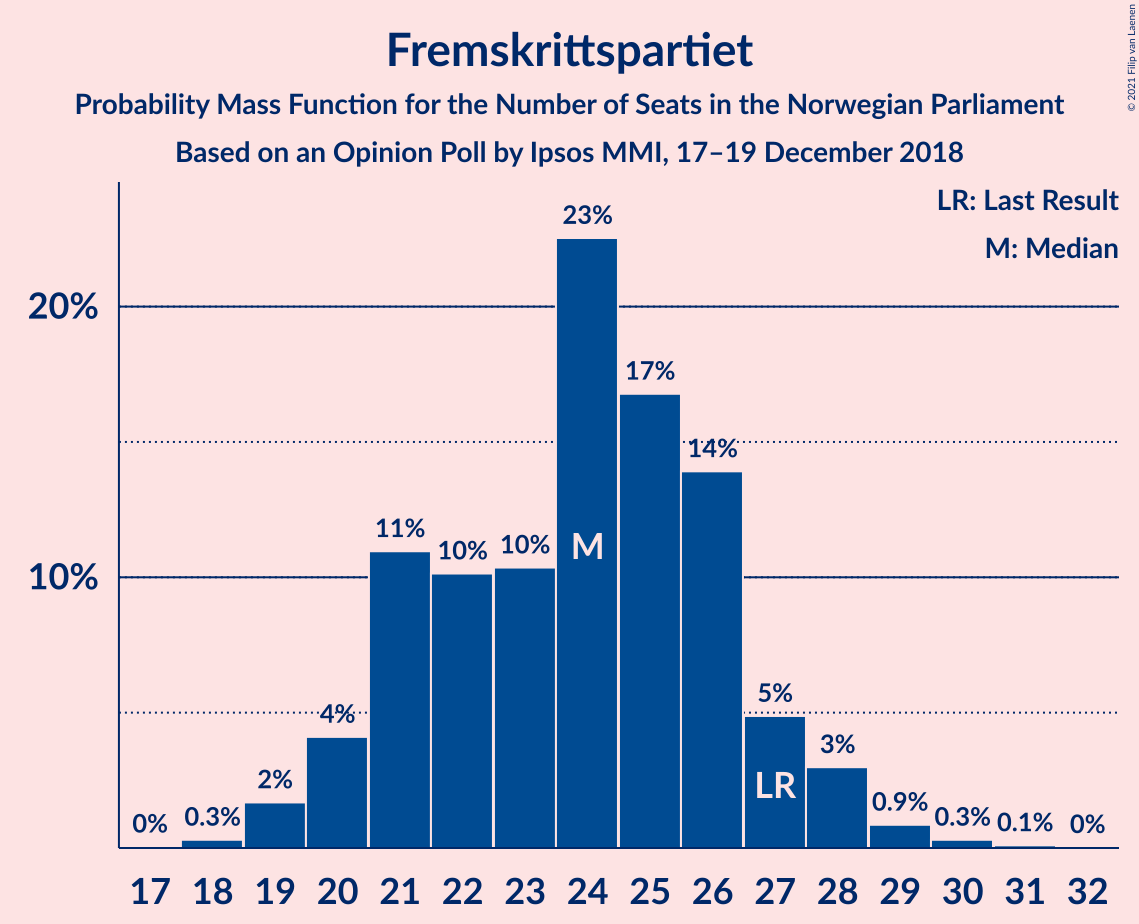 Fremskrittspartiet
Probability Mass Function for the Number of Seats in the Norwegian Parliament
Based on an Opinion Poll by Ipsos MMI, 17–19 December 2018
© 2021 Filip van Laenen
LR: Last Result
M: Median
20%
10%
0%
0.3%
2%
4%
11%
10%
10%
23%
17%
14%
5%
3%
0.9%
0.3%
0.1%
0%
M
LR
17 18 19 20 21 22 23 24 25 26 27 28 29 30 31 32